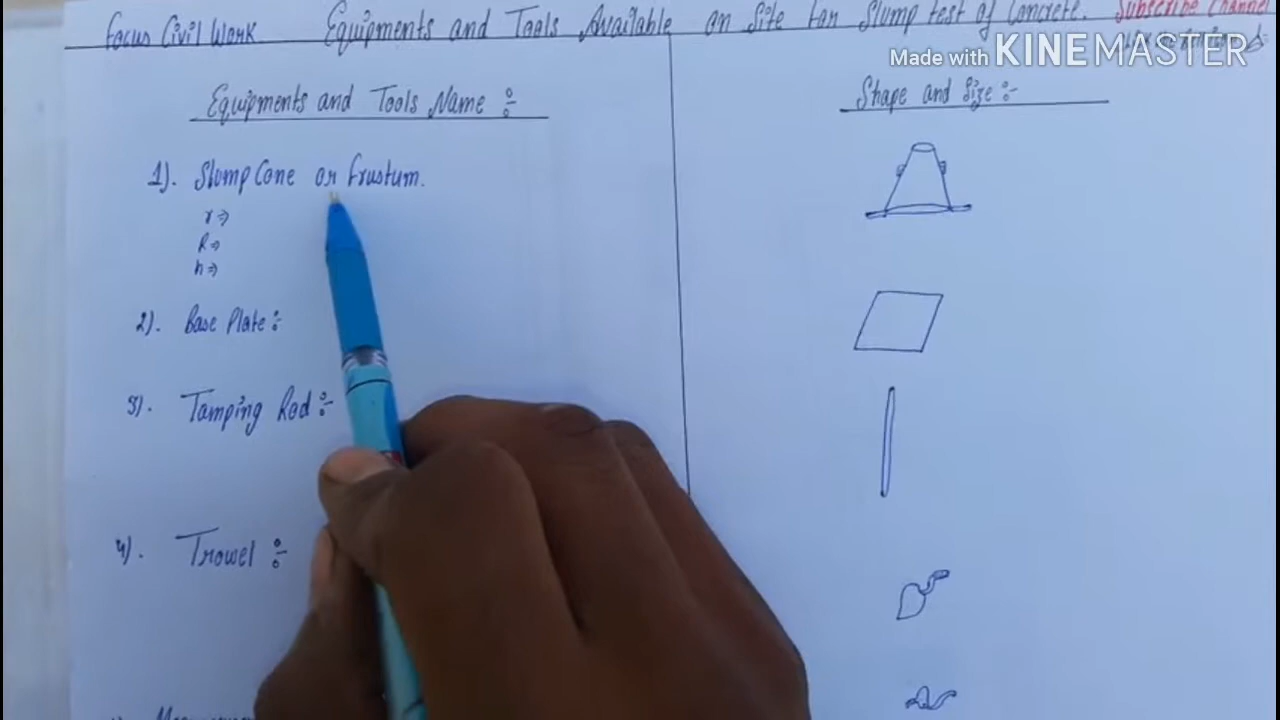 Focus Civil Work. Equipments and Tools Available on Site for Slump test of Concrete. Subscribe Channel
Made with KINEMASTER
Equipments and Tools Name :-
Shape and Size :-
1). Slump Cone or frustum.
r ⇒
R ⇒
h ⇒
2). Base Plate :-
3). Tamping Rod :-
4). Trowel :-